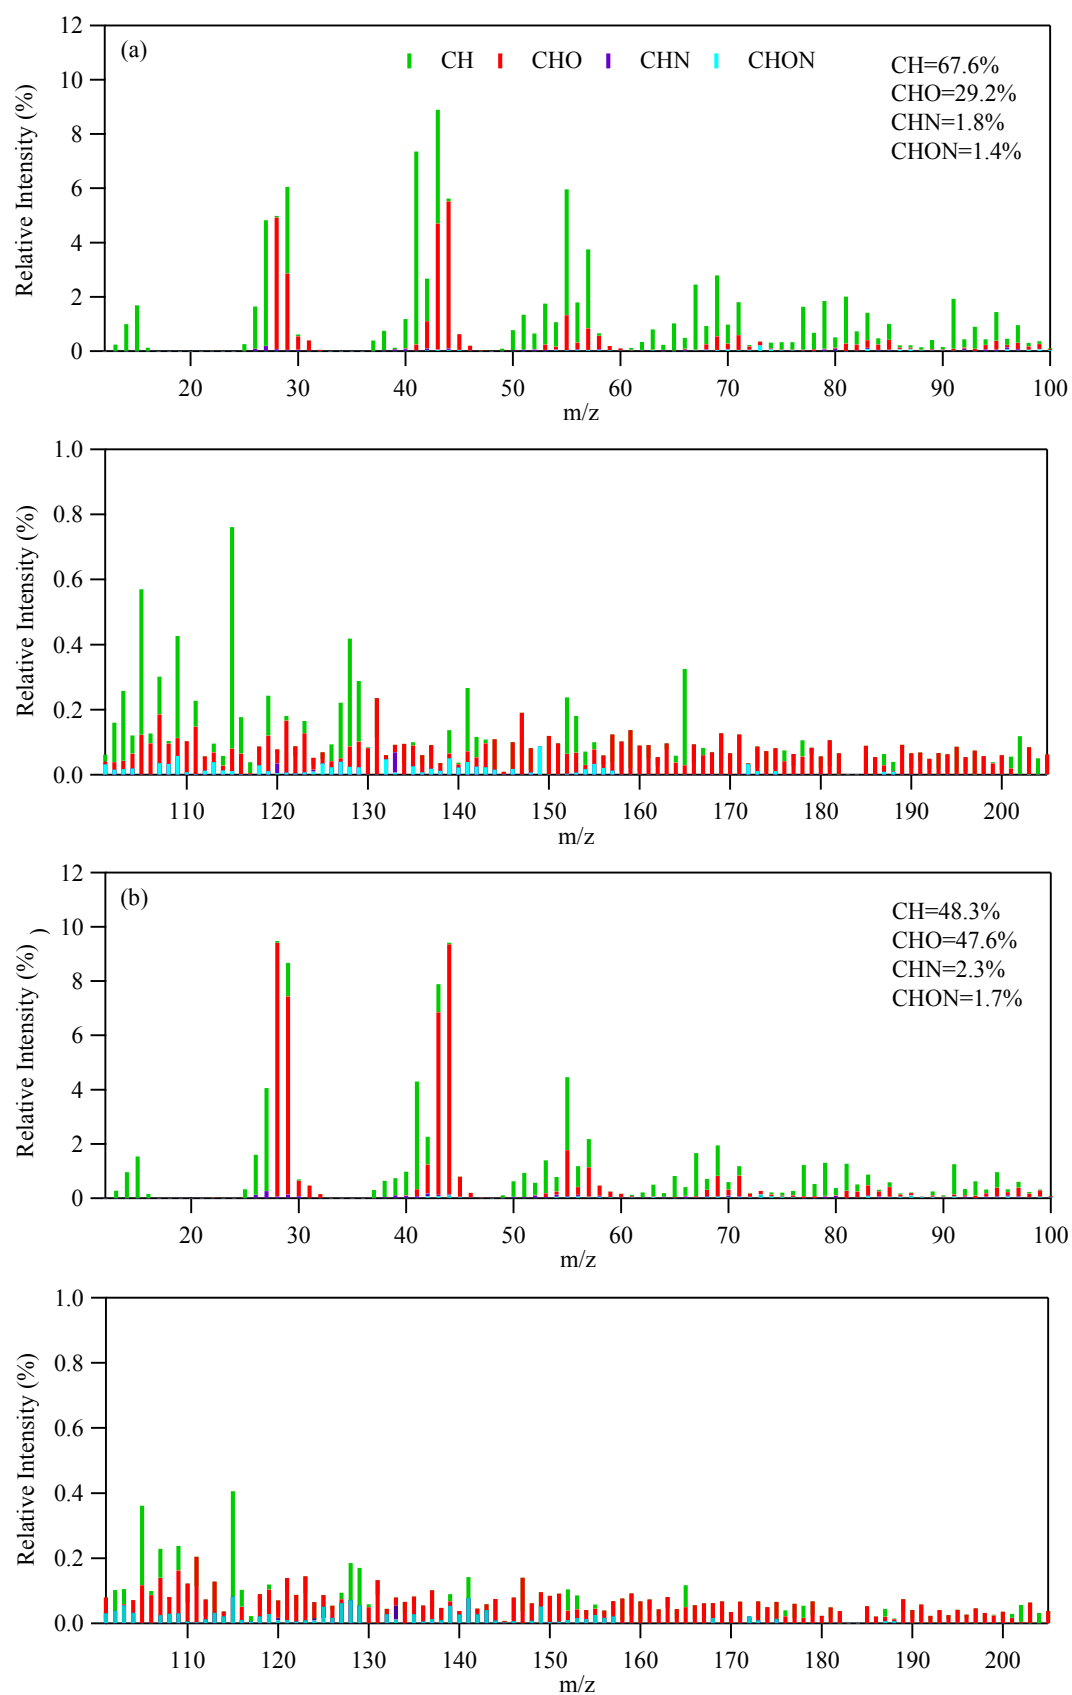 12
(a)
CH CHO CHN CHON
CH=67.6%
10
CHO=29.2%
CHN=1.8%
CHON=1.4%
8
6
4
2
0
Relative Intensity (%)
20 30 40 50 60 70 80 90 100
m/z
1.0
0.8
0.6
0.4
0.2
0.0
Relative Intensity (%)
110 120 130 140 150 160 170 180 190 200
m/z
12
(b)
CH=48.3%
10
CHO=47.6%
CHN=2.3%
CHON=1.7%
8
6
4
2
0
Relative Intensity (%) )
20 30 40 50 60 70 80 90 100
m/z
1.0
0.8
0.6
0.4
0.2
0.0
Relative Intensity (%)
110 120 130 140 150 160 170 180 190 200
m/z